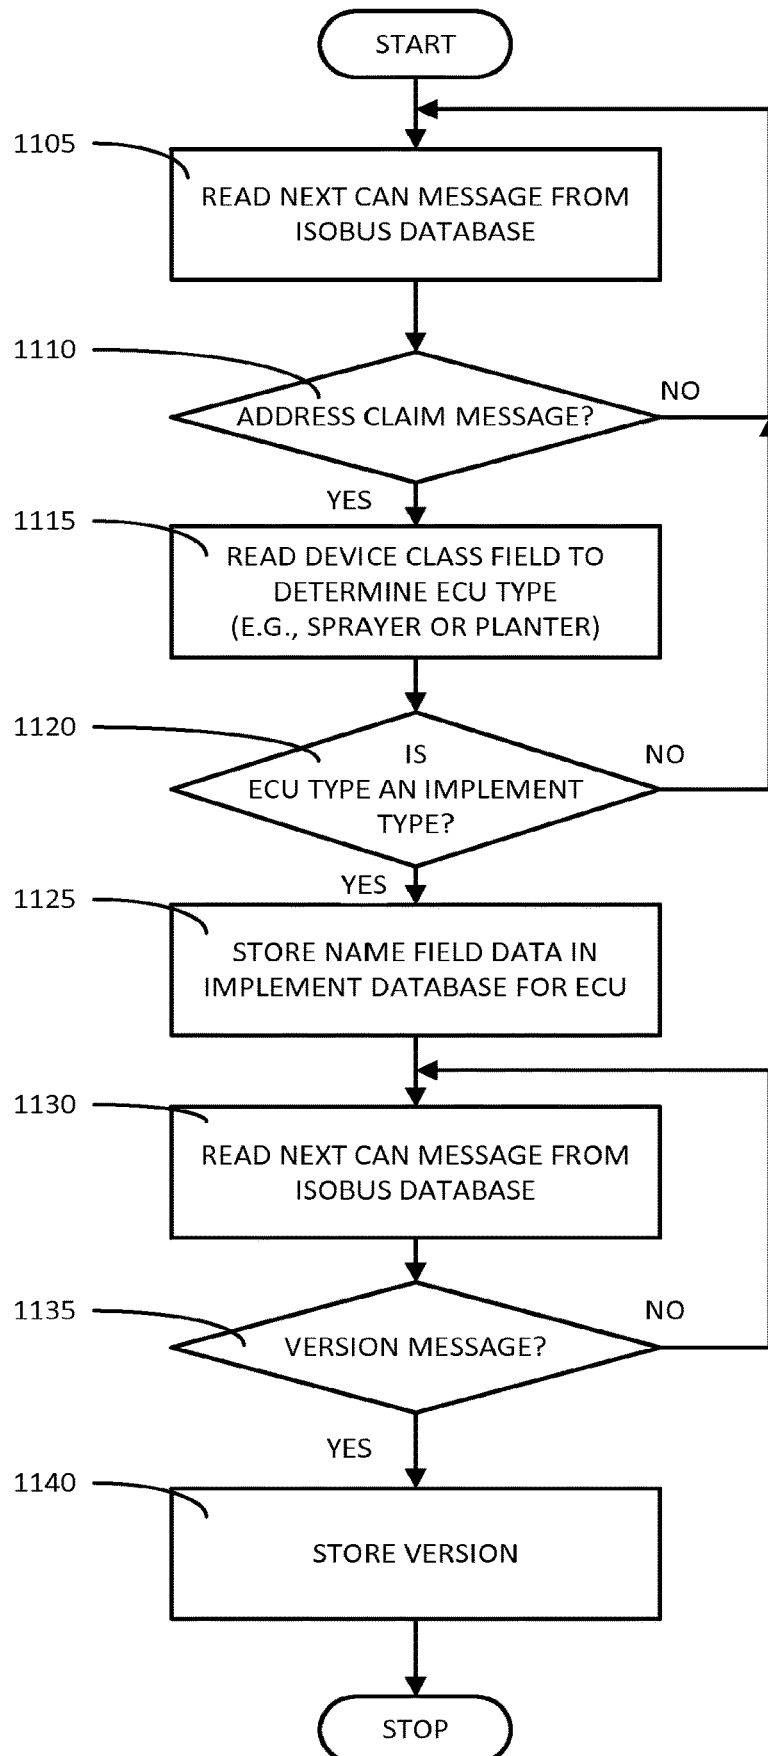 START
1105
READ NEXT CAN MESSAGE FROM
ISOBUS DATABASE
1110
ADDRESS CLAIM MESSAGE?
NO
YES
1115
READ DEVICE CLASS FIELD TO
DETERMINE ECU TYPE
(E.G., SPRAYER OR PLANTER)
1120
IS
ECU TYPE AN IMPLEMENT
TYPE?
NO
YES
1125
STORE NAME FIELD DATA IN
IMPLEMENT DATABASE FOR ECU
1130
READ NEXT CAN MESSAGE FROM
ISOBUS DATABASE
1135
VERSION MESSAGE?
NO
YES
1140
STORE VERSION
STOP